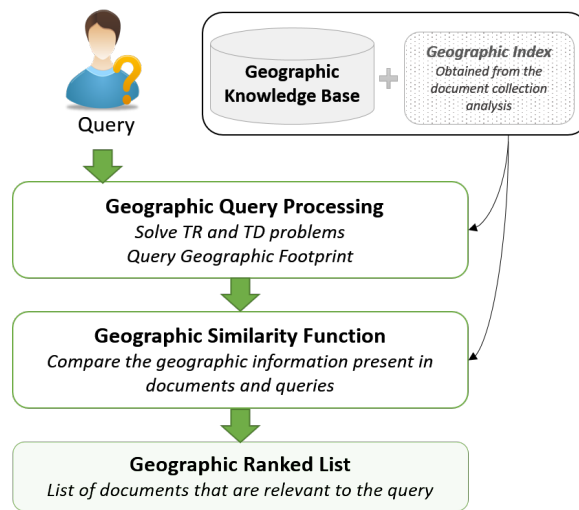 Query
Geographic
Knowledge Base
Geographic Index
Obtained from the
document collection
analysis
Geographic Query Processing
Solve TR and TD problems
Query Geographic Footprint
Geographic Similarity Function
Compare the geographic information present in
documents and queries
Geographic Ranked List
List of documents that are relevant to the query